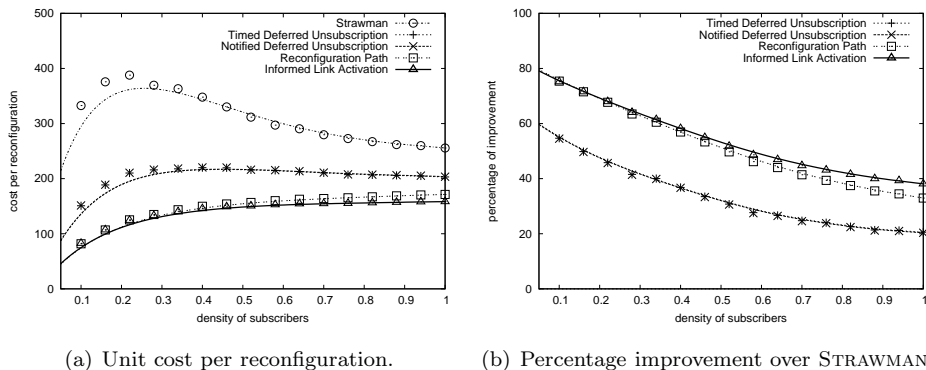 500
400
300
200
100
0
cost per reconfiguration
0.1 0.2 0.3 0.4 0.5 0.6 0.7 0.8 0.9 1
density of subscribers
Strawman
Timed Deferred Unsubscription
Notified Deferred Unsubscription
Reconfiguration Path
Informed Link Activation
(a) Unit cost per reconfiguration.
100
80
60
40
20
0
percentage of improvement
0.1 0.2 0.3 0.4 0.5 0.6 0.7 0.8 0.9 1
density of subscribers
Timed Deferred Unsubscription
Notified Deferred Unsubscription
Reconfiguration Path
Informed Link Activation
(b) Percentage improvement over STRAWMAN